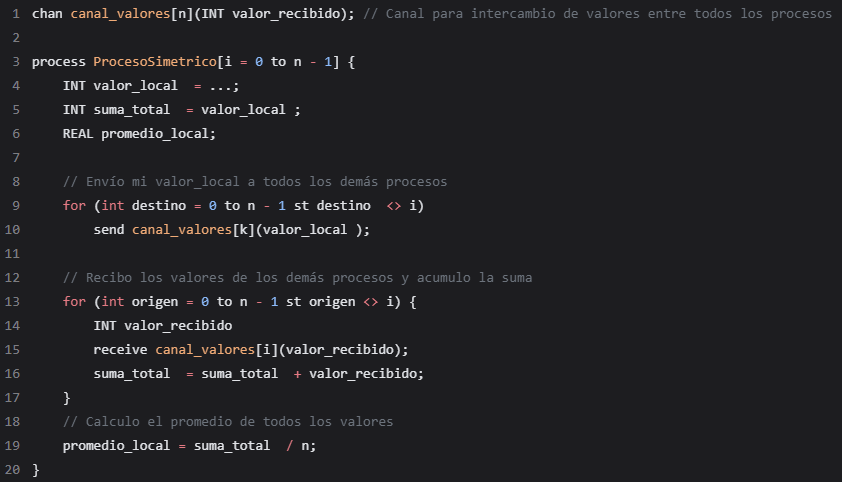 1 chan canal_valores[n](INT valor_recibido); // Canal para intercambio de valores entre todos los procesos
2
3 process ProcesoSimetrico[i = 0 to n - 1] {
4     INT valor_local  = ...;
5     INT suma_total  = valor_local ;
6     REAL promedio_local;
7
8     // Envío mi valor_local a todos los demás procesos
9     for (int destino = 0 to n - 1 st destino  <> i)
10         send canal_valores[k](valor_local );
11
12     // Recibo los valores de los demás procesos y acumulo la suma
13     for (int origen = 0 to n - 1 st origen <> i) {
14         INT valor_recibido
15         receive canal_valores[i](valor_recibido);
16         suma_total  = suma_total  + valor_recibido;
17     }
18     // Calculo el promedio de todos los valores
19     promedio_local = suma_total  / n;
20 }